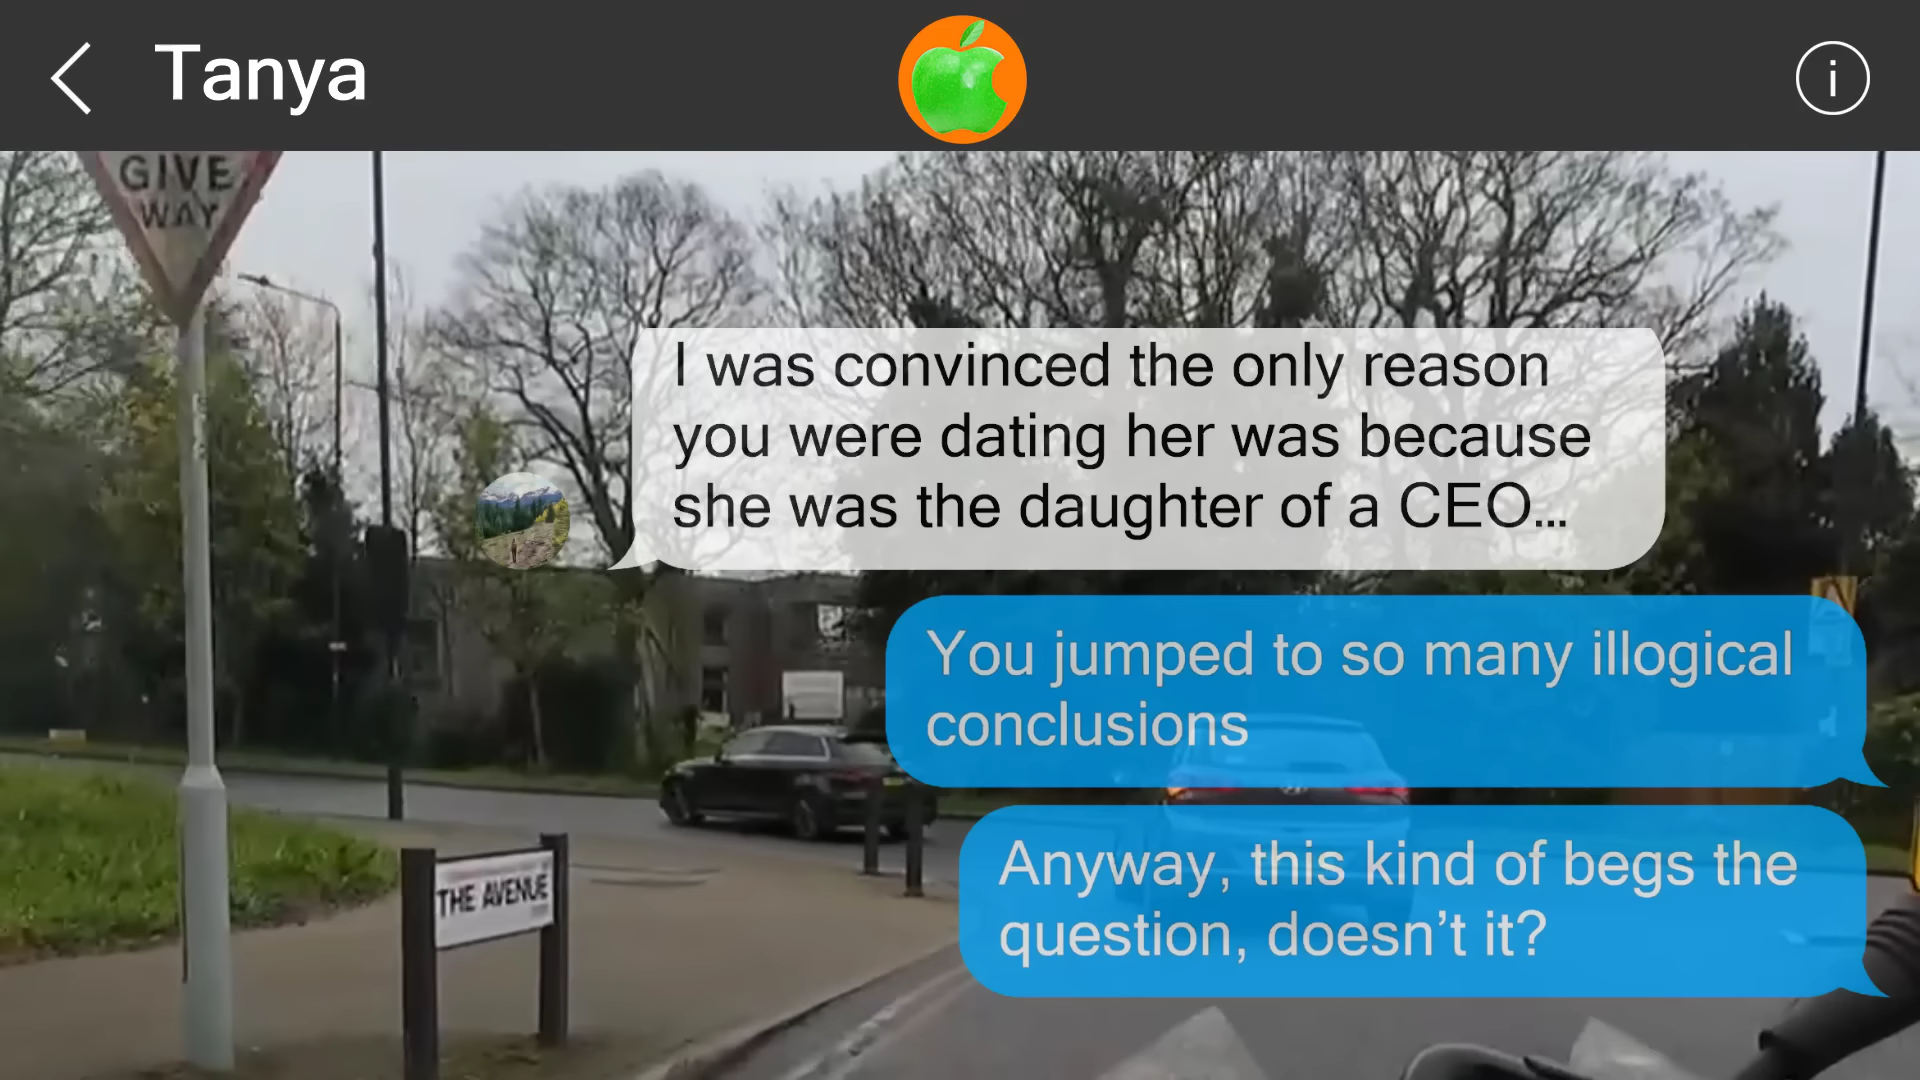 Tanya
GIVE
WAY
I was convinced the only reason
you were dating her was because
she was the daughter of a CEO...
You jumped to so many illogical
conclusions
Anyway, this kind of begs the
question, doesn’t it?
THE AVENUE